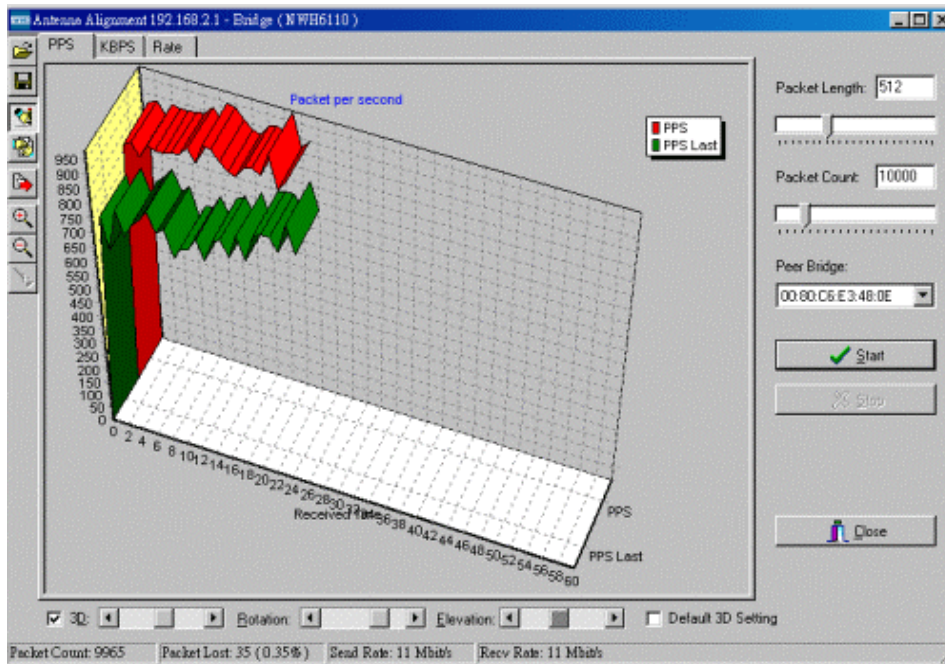 Antenna Alignment 192.168.2.1 - Bridge ( NWH6110 )
PPS
KBPS
Rate
Packet per second
PPS
PPS Last
950
900
850
800
750
700
650
600
550
500
450
400
350
300
250
200
150
100
50
0
0 2 4 6 8 10 12 14 16 18 20 22 24 26 28 30 32 34 36 38 40 42 44 46 48 50 52 54 56 58 60
Received
PPS
PPS Last
Packet Length: 512
Packet Count: 10000
Peer Bridge:
00:80:C6:E3:48:0E
Start
Stop
Close
3D:
Rotation:
Elevation:
Default 3D Setting
Packet Count: 9965
Packet Lost: 35 (0.35%)
Send Rate: 11 Mbit/s
Recv Rate: 11 Mbit/s